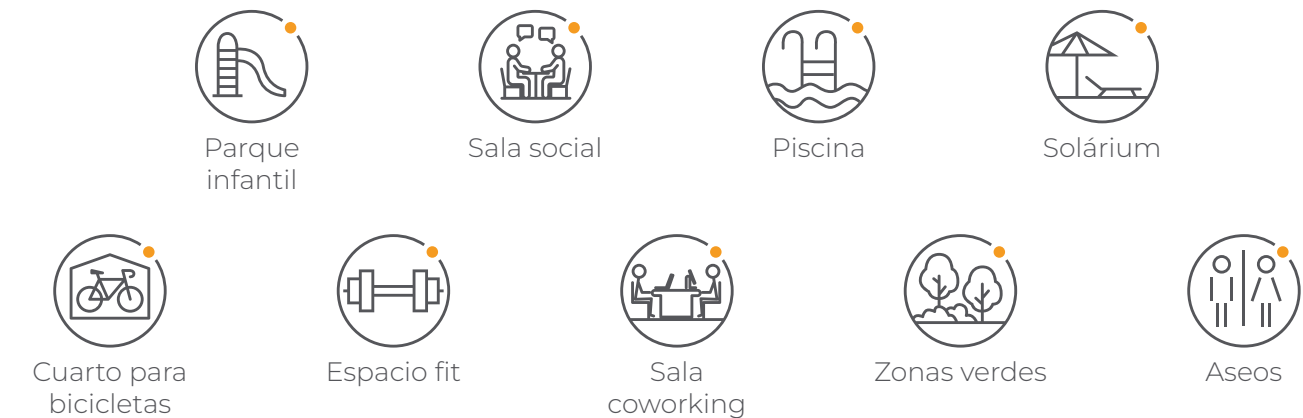 Parque
infantil
Sala social
Piscina
Solárium
Cuarto para
bicicletas
Espacio fit
Sala
coworking
Zonas verdes
Aseos